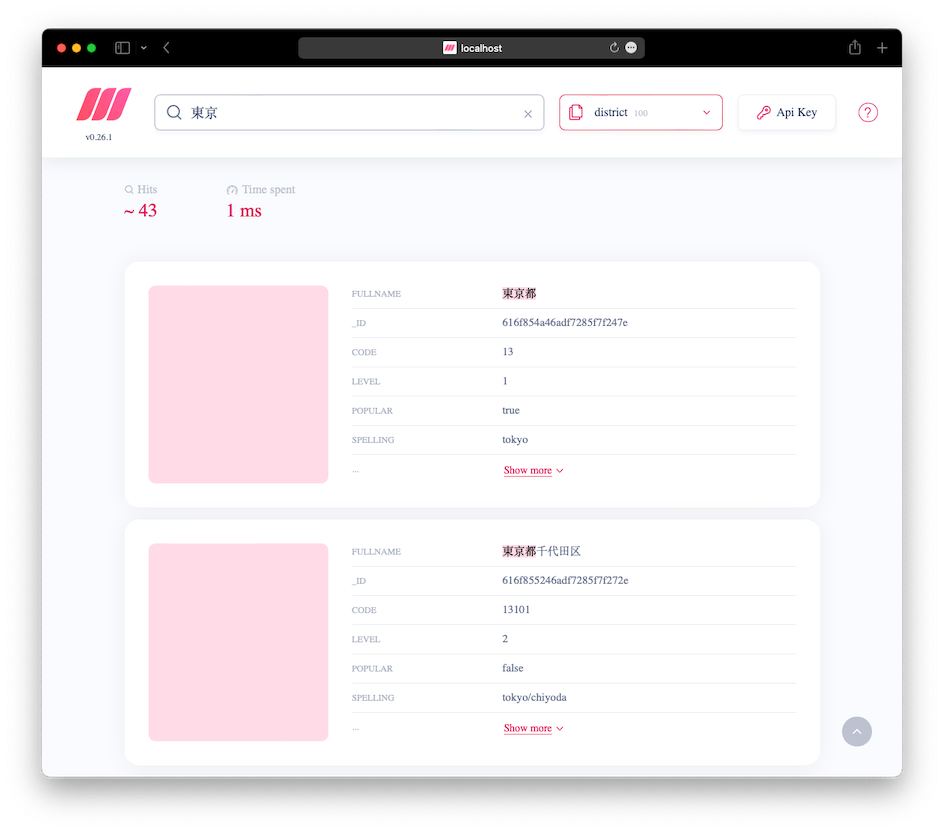 localhost
東京
district 100
Api Key
?
v0.26.1
Hits
Time spent
~ 43
1 ms
FULLNAME 東京都
_ID 616f854a46adf7285f7f247e
CODE 13
LEVEL 1
POPULAR true
SPELLING tokyo
... Show more
FULLNAME 東京都千代田区
_ID 616f855246adf7285f7f272e
CODE 13101
LEVEL 2
POPULAR false
SPELLING tokyo/chiyoda
... Show more